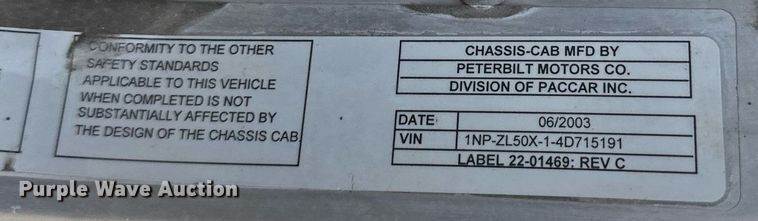 CONFORMITY TO THE OTHER
SAFETY STANDARDS
APPLICABLE TO THIS VEHICLE
WHEN COMPLETED IS NOT
SUBSTANTIALLY AFFECTED BY
THE DESIGN OF THE CHASSIS CAB.
CHASSIS-CAB MFD BY
PETERBILT MOTORS CO.
DIVISION OF PACCAR INC.
DATE 06/2003
VIN 1NP-ZL50X-1-4D715191
LABEL 22-01469: REV C
Purple Wave Auction